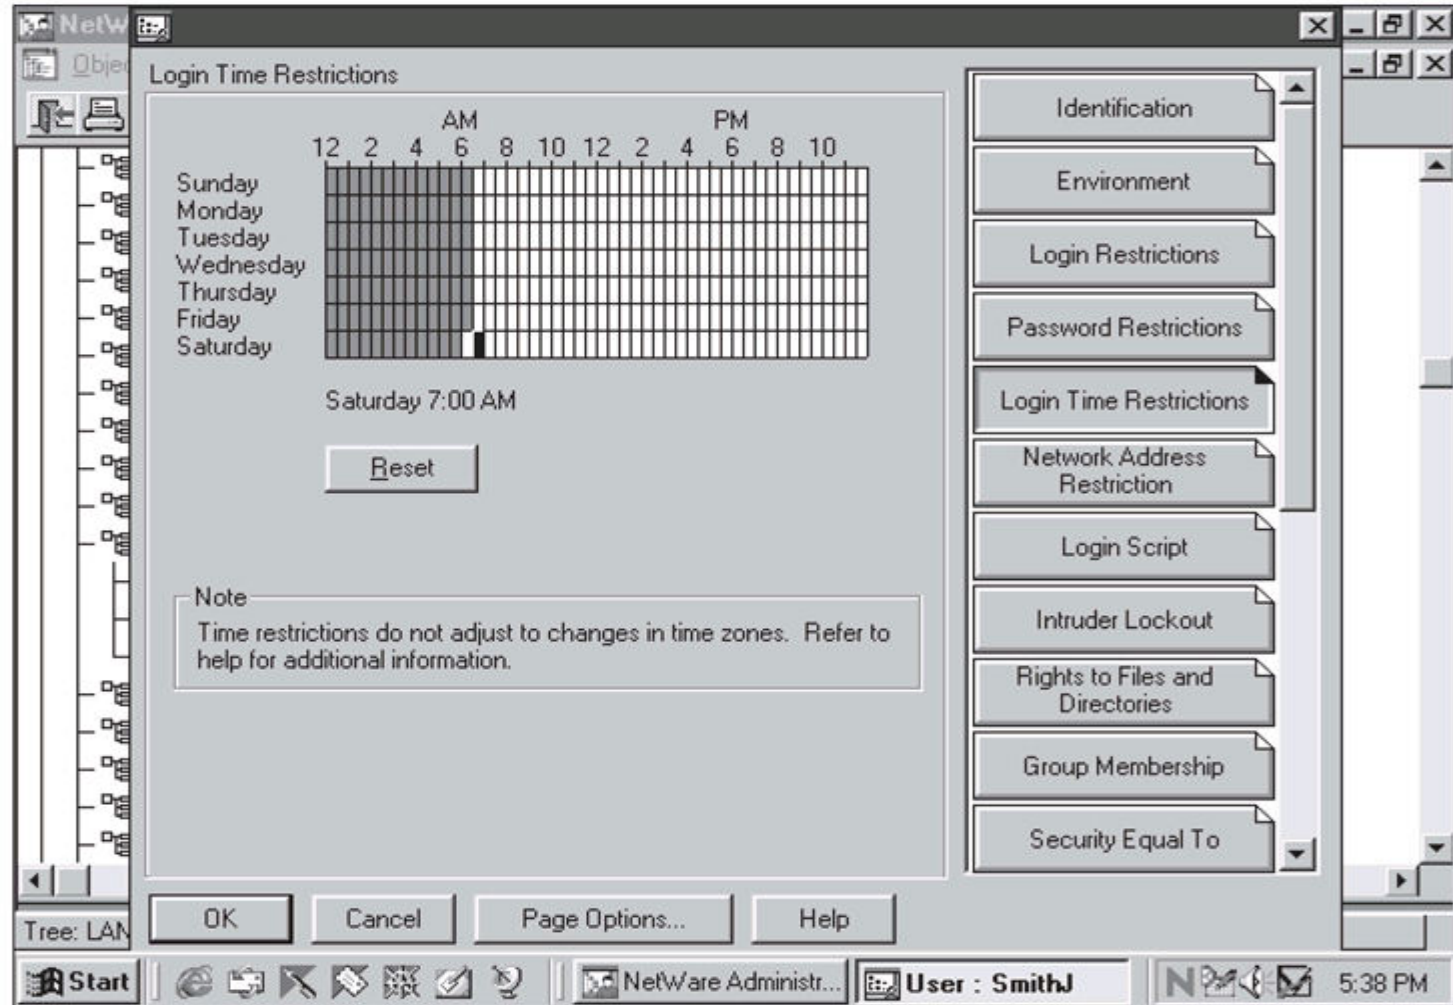 NetW
Objec
Login Time Restrictions
AM PM
12 2 4 6 8 10 12 2 4 6 8 10
Sunday
Monday
Tuesday
Wednesday
Thursday
Friday
Saturday
Saturday 7:00 AM
Reset
Note
Time restrictions do not adjust to changes in time zones. Refer to
help for additional information.
Identification
Environment
Login Restrictions
Password Restrictions
Login Time Restrictions
Network Address
Restriction
Login Script
Intruder Lockout
Rights to Files and
Directories
Group Membership
Security Equal To
OK Cancel Page Options... Help
Tree: LAN
Start NetWare Administr... User : SmithJ N 5:38 PM